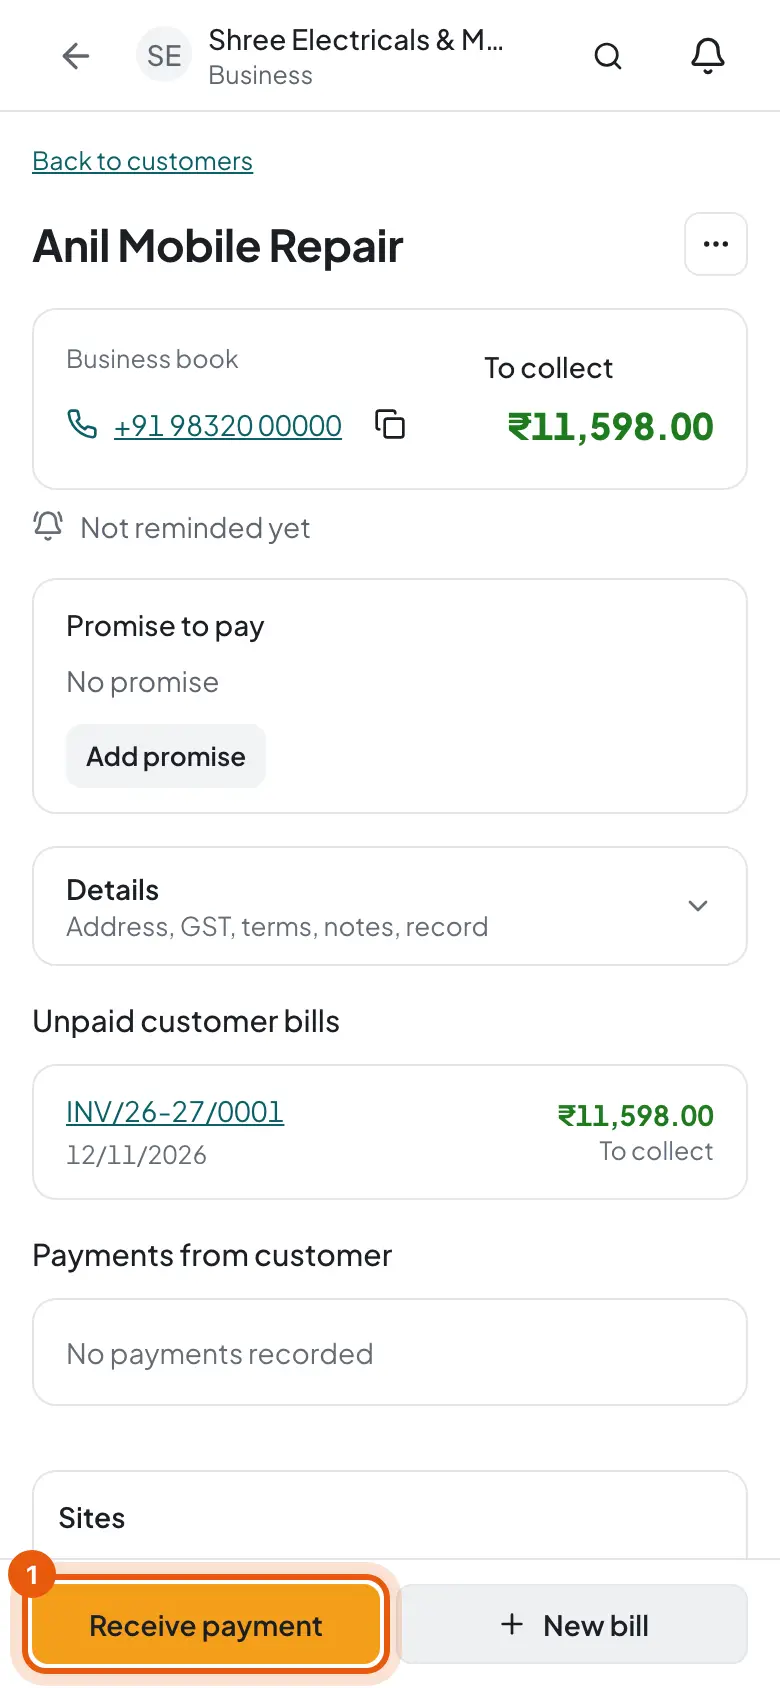 SE
Shree Electricals & M...
Business
Back to customers
Anil Mobile Repair
Business book
To collect
+91 98320 00000
₹11,598.00
Not reminded yet
Promise to pay
No promise
Add promise
Details
Address, GST, terms, notes, record
Unpaid customer bills
INV/26-27/0001
₹11,598.00
12/11/2026
To collect
Payments from customer
No payments recorded
Sites
1
Receive payment
+ New bill